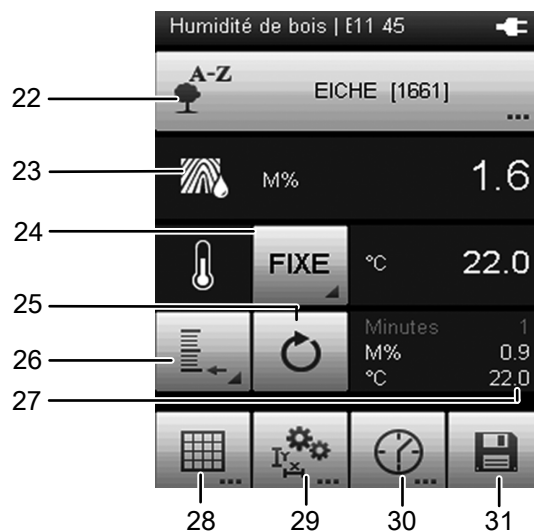 Humidité de bois | E11 45
22
A-Z
EICHE [1661]
...
23
M%
1.6
24
FIXE
°C
22.0
25
26
Minutes 1
M% 0.9
°C 22.0
27
...
...
...
28
29
30
31